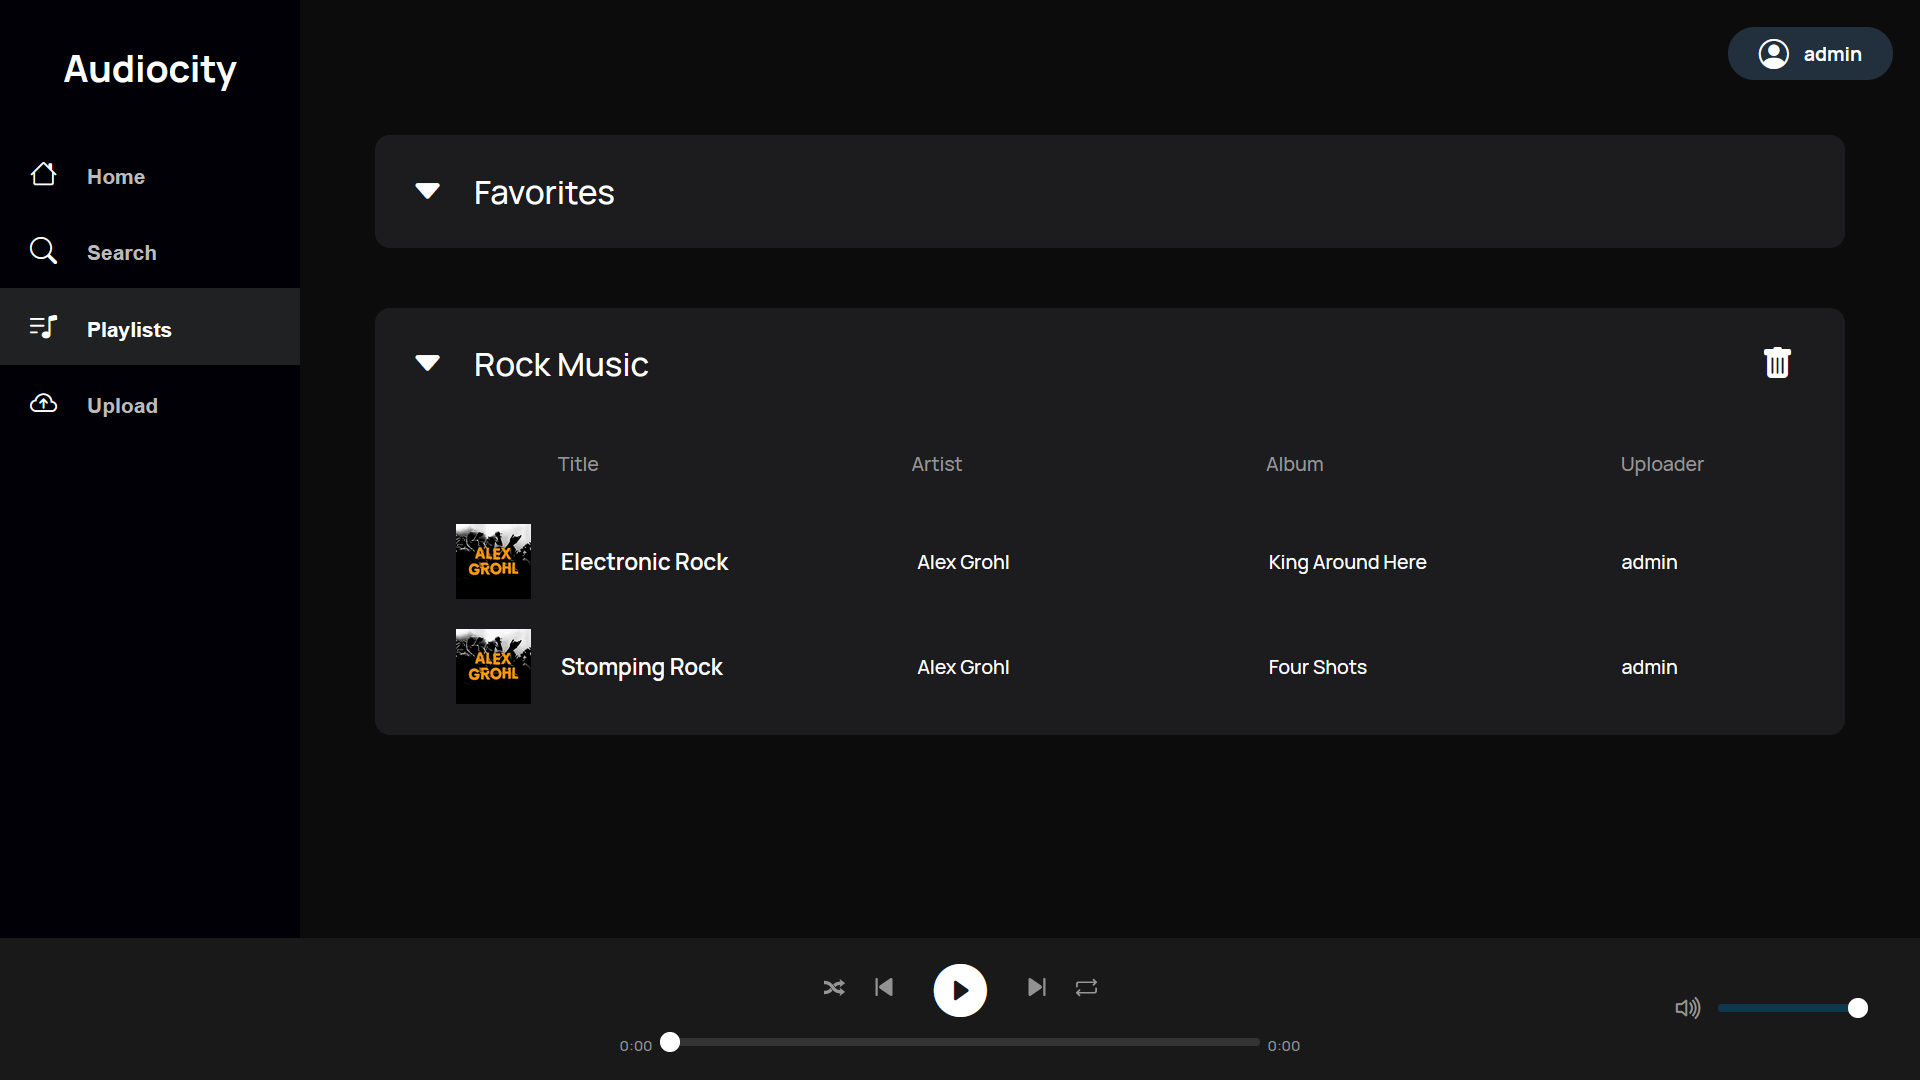 Audiocity
admin
Home
Search
Playlists
Upload
Favorites
Rock Music
Title Artist Album Uploader
ALEX
GROHL
Electronic Rock Alex Grohl King Around Here admin
ALEX
GROHL
Stomping Rock Alex Grohl Four Shots admin
0:00 0:00